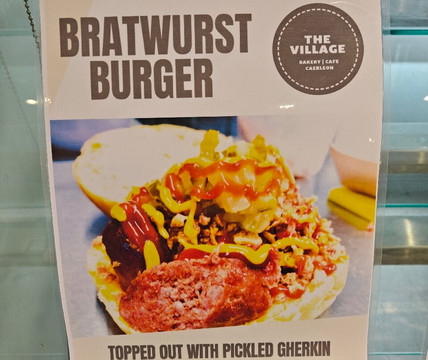 BRATWURST
BURGER
THE
VILLAGE
BAKERY | CAFE
CAERLEON
TOPPED OUT WITH PICKLED GHERKIN